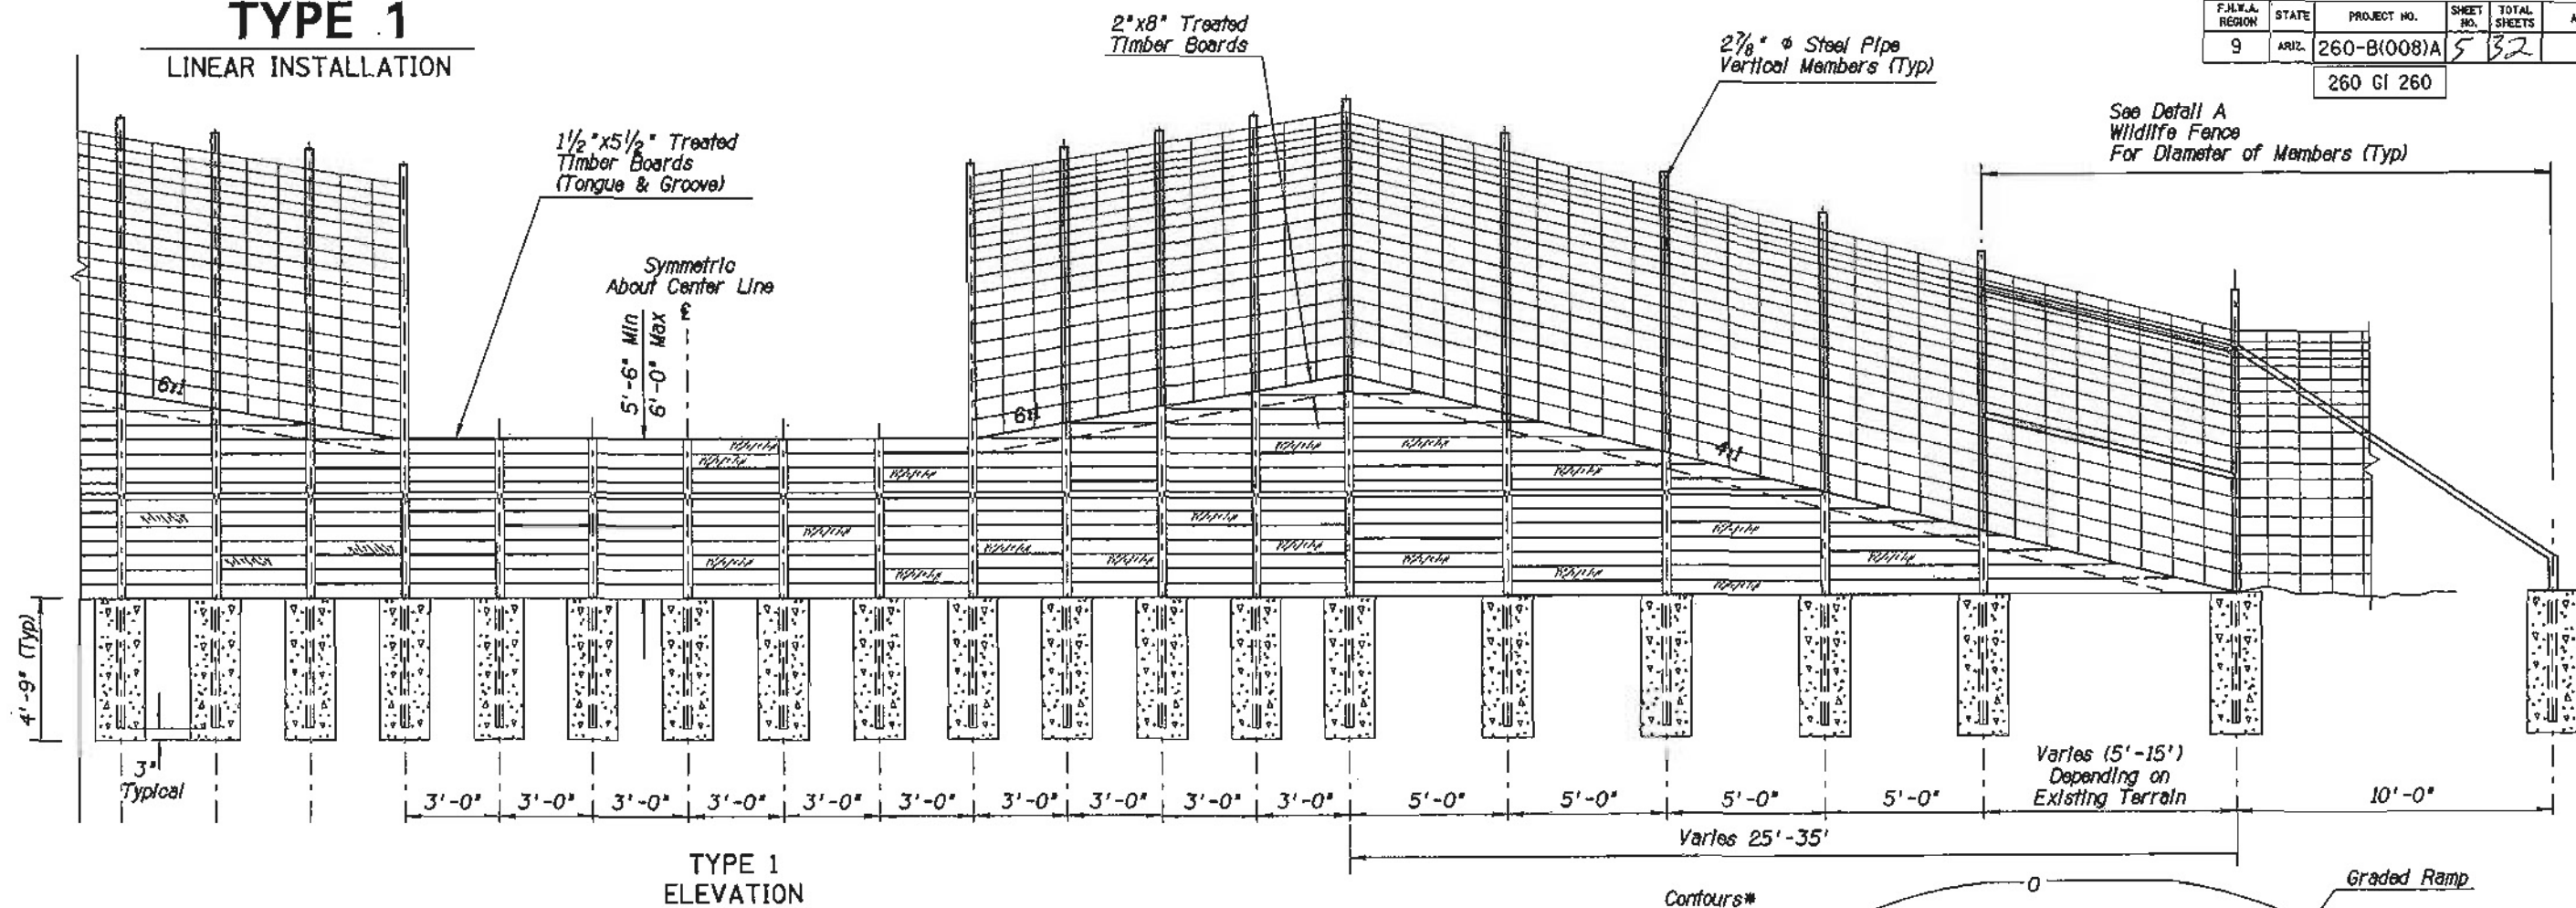 TYPE 1
LINEAR INSTALLATION
2"x8" Treated
Timber Boards
2⅞" Φ Steel Pipe
Vertical Members (Typ)
F.H.W.A. REGION STATE PROJECT NO. SHEET NO. TOTAL SHEETS
9 ARIZ. 260-B(008)A 5 32
260 GI 260
See Detail A
Wildlife Fence
For Diameter of Members (Typ)
1½"x5½" Treated
Timber Boards
(Tongue & Groove)
Symmetric
About Center Line
℄
5'-6" Min
6'-0" Max
6:1
6:1
4:1
4'-9" (Typ)
3"
Typical
3'-0" 3'-0" 3'-0" 3'-0" 3'-0" 3'-0" 3'-0" 3'-0" 3'-0" 3'-0" 5'-0" 5'-0" 5'-0" 5'-0"
Varies (5'-15')
Depending on
Existing Terrain
10'-0"
Varies 25'-35'
TYPE 1
ELEVATION
Contours*
0
Graded Ramp